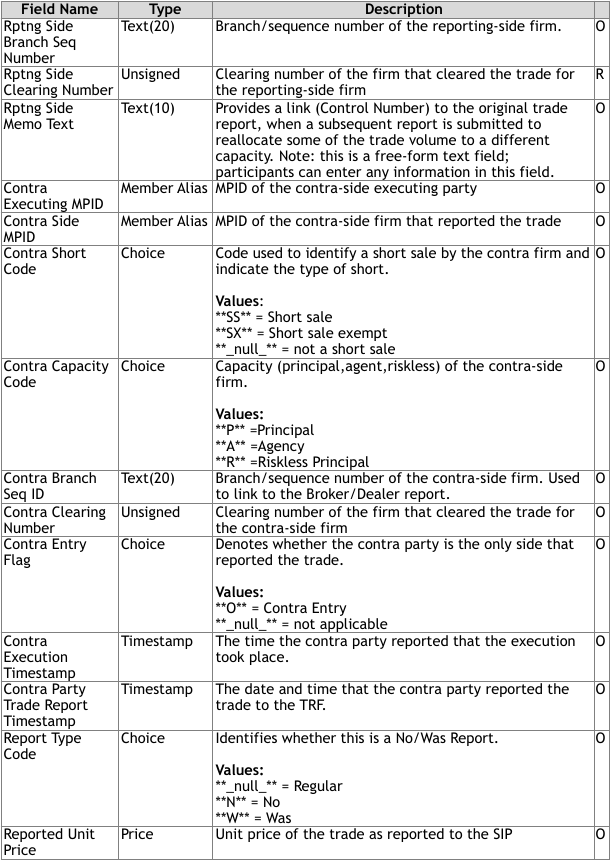 Field Name Type Description
Rptng Side Text(20) Branch/sequence number of the reporting-side firm. O
Branch Seq
Number
Rptng Side Unsigned Clearing number of the firm that cleared the trade for R
Clearing Number the reporting-side firm
Rptng Side Text(10) Provides a link (Control Number) to the original trade O
Memo Text report, when a subsequent report is submitted to
reallocate some of the trade volume to a different
capacity. Note: this is a free-form text field;
participants can enter any information in this field.
Contra Member Alias MPID of the contra-side executing party O
Executing MPID
Contra Side Member Alias MPID of the contra-side firm that reported the trade O
MPID
Contra Short Choice Code used to identify a short sale by the contra firm and O
Code indicate the type of short.
Values:
**SS** = Short sale
**SX** = Short sale exempt
**_null_** = not a short sale
Contra Capacity Choice Capacity (principal,agent,riskless) of the contra-side O
Code firm.
Values:
**P** =Principal
**A** =Agency
**R** =Riskless Principal
Contra Branch Text(20) Branch/sequence number of the contra-side firm. Used O
Seq ID to link to the Broker/Dealer report.
Contra Clearing Unsigned Clearing number of the firm that cleared the trade for O
Number the contra-side firm
Contra Entry Choice Denotes whether the contra party is the only side that O
Flag reported the trade.
Values:
**O** = Contra Entry
**_null_** = not applicable
Contra Timestamp The time the contra party reported that the execution O
Execution took place.
Timestamp
Contra Party Timestamp The date and time that the contra party reported the O
Trade Report trade to the TRF.
Timestamp
Report Type Choice Identifies whether this is a No/Was Report. O
Code
Values:
**_null_** = Regular
**N** = No
**W** = Was
Reported Unit Price Unit price of the trade as reported to the SIP O
Price